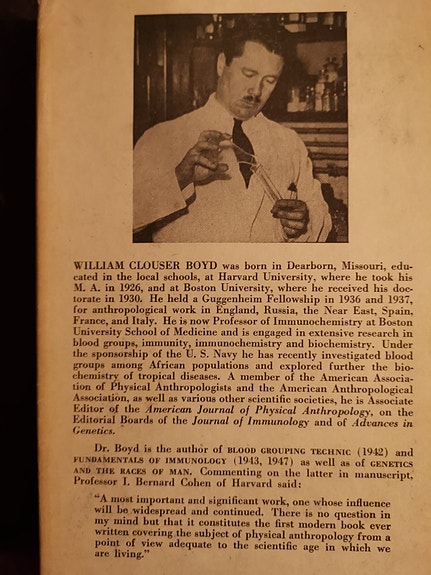 WILLIAM CLOUSER BOYD was born in Dearborn, Missouri, edu-
cated in the local schools, at Harvard University, where he took his
M. A. in 1926, and at Boston University, where he received his doc-
torate in 1930. He held a Guggenheim Fellowship in 1936 and 1937,
for anthropological work in England, Russia, the Near East, Spain,
France, and Italy. He is now Professor of Immunochemistry at Boston
University School of Medicine and is engaged in extensive research in
blood groups, immunity, immunochemistry and biochemistry. Under
the sponsorship of the U. S. Navy he has recently investigated blood
groups among African populations and explored further the bio-
chemistry of tropical diseases. A member of the American Associa-
tion of Physical Anthropologists and the American Anthropological
Association, as well as various other scientific societies, he is Associate
Editor of the American Journal of Physical Anthropology, on the
Editorial Boards of the Journal of Immunology and of Advances in
Genetics.
Dr. Boyd is the author of BLOOD GROUPING TECHNIC (1942) and
FUNDAMENTALS OF IMMUNOLOGY (1943, 1947) as well as of GENETICS
AND THE RACES OF MAN. Commenting on the latter in manuscript,
Professor I. Bernard Cohen of Harvard said:
"A most important and significant work, one whose influence
will be widespread and continued. There is no question in
my mind but that it constitutes the first modern book ever
written covering the subject of physical anthropology from a
point of view adequate to the scientific age in which we
are living."